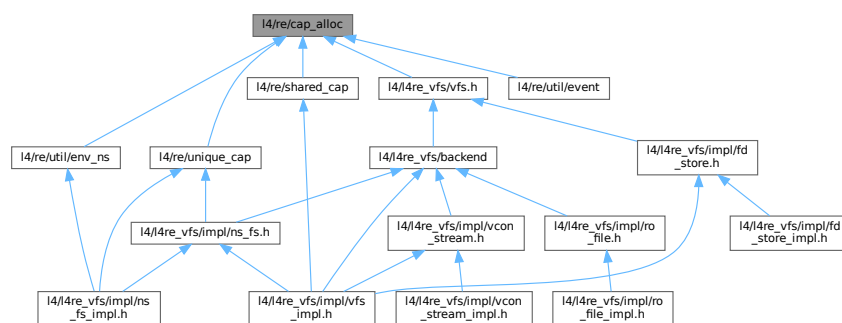 l4/re/cap_alloc
l4/re/shared_cap
l4/l4re_vfs/vfs.h
l4/re/util/event
l4/re/util/env_ns
l4/re/unique_cap
l4/l4re_vfs/backend
l4/l4re_vfs/impl/fd
_store.h
l4/l4re_vfs/impl/ns_fs.h
l4/l4re_vfs/impl/vcon
_stream.h
l4/l4re_vfs/impl/ro
_file.h
l4/l4re_vfs/impl/fd
_store_impl.h
l4/l4re_vfs/impl/ns
_fs_impl.h
l4/l4re_vfs/impl/vfs
_impl.h
l4/l4re_vfs/impl/vcon
_stream_impl.h
l4/l4re_vfs/impl/ro
_file_impl.h